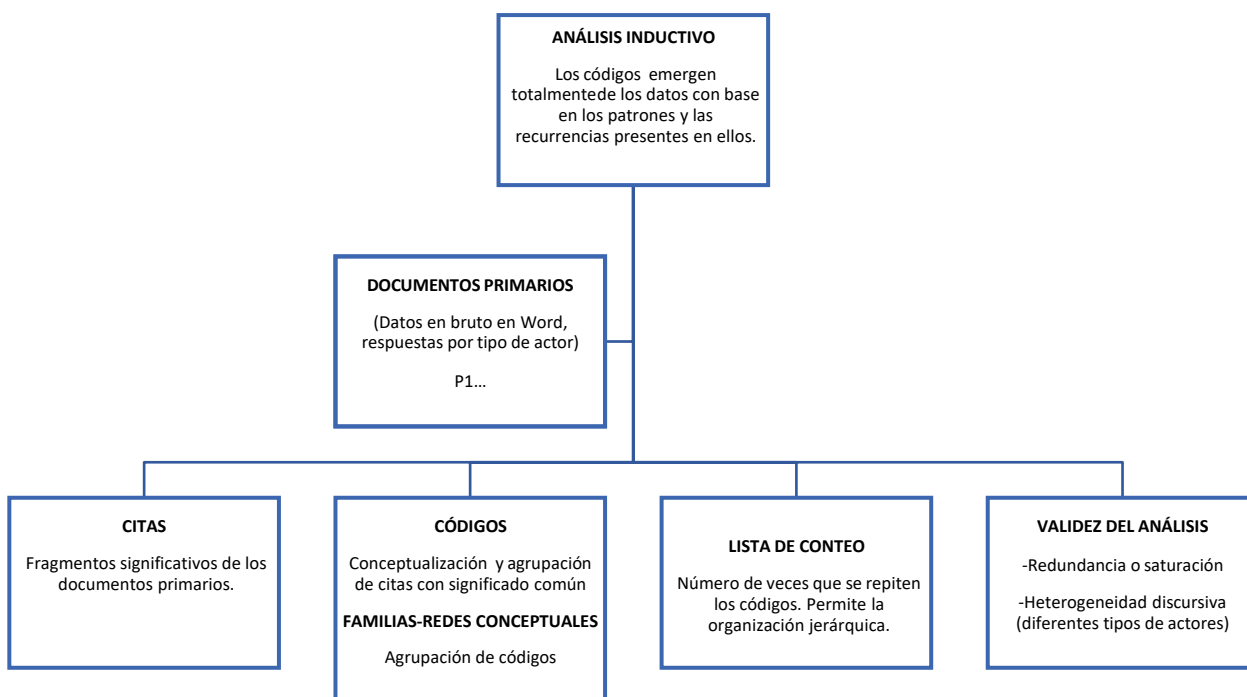 ANÁLISIS INDUCTIVO
Los códigos emergen
totalmentede los datos con base
en los patrones y las
recurrencias presentes en ellos.
DOCUMENTOS PRIMARIOS
(Datos en bruto en Word,
respuestas por tipo de actor)
P1...
CITAS
Fragmentos significativos de los
documentos primarios.
CÓDIGOS
Conceptualización y agrupación
de citas con significado común
FAMILIAS-REDES CONCEPTUALES
Agrupación de códigos
LISTA DE CONTEO
Número de veces que se repiten
los códigos. Permite la
organización jerárquica.
VALIDEZ DEL ANÁLISIS
-Redundancia o saturación
-Heterogeneidad discursiva
(diferentes tipos de actores)